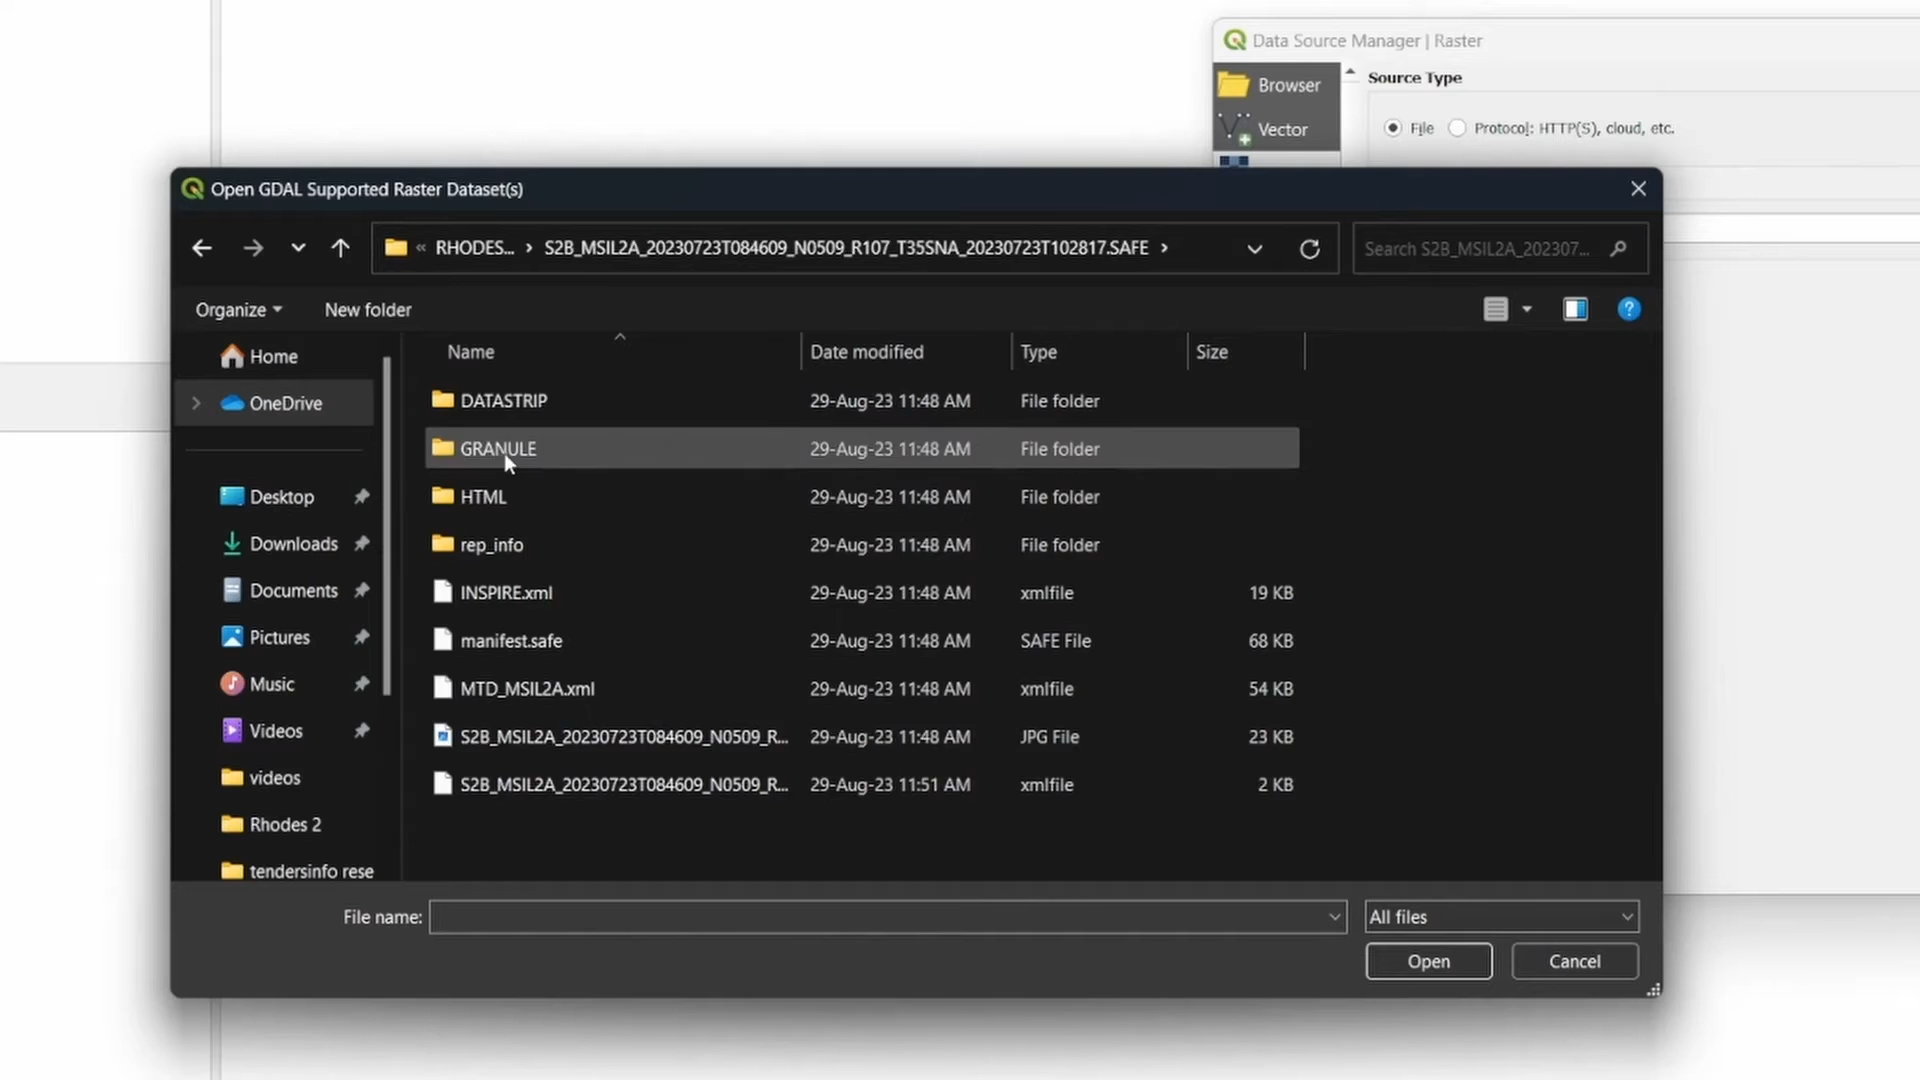 Data Source Manager | Raster
Browser
Source Type
Vector
File
Protocol: HTTP(S), cloud, etc.
Open GDAL Supported Raster Dataset(s)
« RHODES... › S2B_MSIL2A_20230723T084609_N0509_R107_T35SNA_20230723T102817.SAFE ›
Search S2B_MSIL2A_202307...
Organize
New folder
?
Name Date modified Type Size
Home
OneDrive
Desktop
Downloads
Documents
Pictures
Music
Videos
videos
Rhodes 2
tendersinfo rese
DATASTRIP 29-Aug-23 11:48 AM File folder
GRANULE 29-Aug-23 11:48 AM File folder
HTML 29-Aug-23 11:48 AM File folder
rep_info 29-Aug-23 11:48 AM File folder
INSPIRE.xml 29-Aug-23 11:48 AM xmlfile 19 KB
manifest.safe 29-Aug-23 11:48 AM SAFE File 68 KB
MTD_MSIL2A.xml 29-Aug-23 11:48 AM xmlfile 54 KB
S2B_MSIL2A_20230723T084609_N0509_R... 29-Aug-23 11:48 AM JPG File 23 KB
S2B_MSIL2A_20230723T084609_N0509_R... 29-Aug-23 11:51 AM xmlfile 2 KB
File name:
All files
Open
Cancel